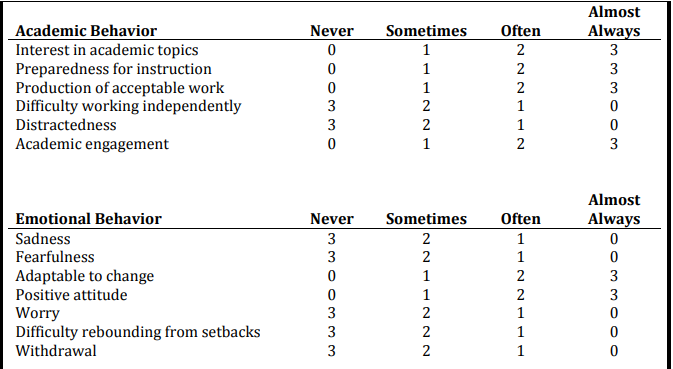 Almost
Academic Behavior Never Sometimes Often Always
Interest in academic topics 0 1 2 3
Preparedness for instruction 0 1 2 3
Production of acceptable work 0 1 2 3
Difficulty working independently 3 2 1 0
Distractedness 3 2 1 0
Academic engagement 0 1 2 3
Almost
Emotional Behavior Never Sometimes Often Always
Sadness 3 2 1 0
Fearfulness 3 2 1 0
Adaptable to change 0 1 2 3
Positive attitude 0 1 2 3
Worry 3 2 1 0
Difficulty rebounding from setbacks 3 2 1 0
Withdrawal 3 2 1 0